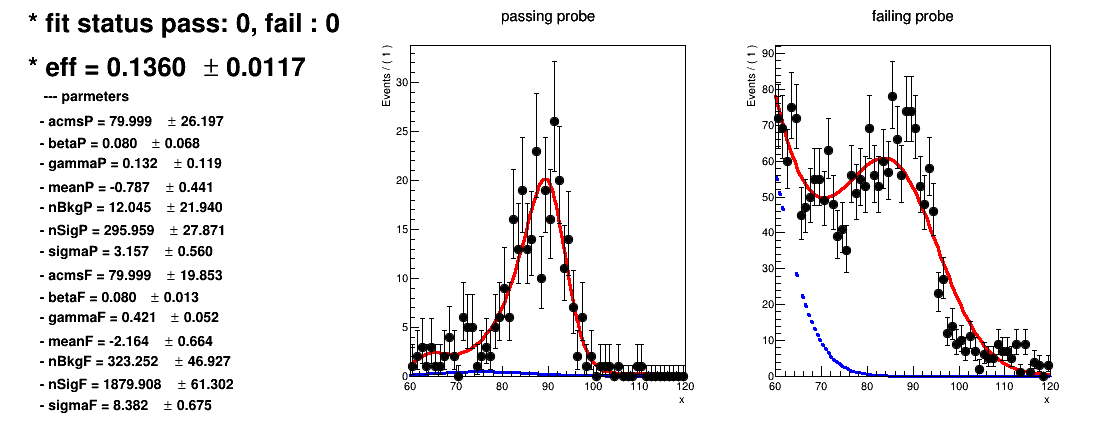 * fit status pass: 0, fail : 0
* eff = 0.1360 ± 0.0117
--- parmeters
- acmsP = 79.999 ± 26.197
- betaP = 0.080 ± 0.068
- gammaP = 0.132 ± 0.119
- meanP = -0.787 ± 0.441
- nBkgP = 12.045 ± 21.940
- nSigP = 295.959 ± 27.871
- sigmaP = 3.157 ± 0.560
- acmsF = 79.999 ± 19.853
- betaF = 0.080 ± 0.013
- gammaF = 0.421 ± 0.052
- meanF = -2.164 ± 0.664
- nBkgF = 323.252 ± 46.927
- nSigF = 1879.908 ± 61.302
- sigmaF = 8.382 ± 0.675
passing probe
Events / ( 1 )
30
25
20
15
10
5
0
60 70 80 90 100 110 120
x
failing probe
Events / ( 1 )
90
80
70
60
50
40
30
20
10
0
60 70 80 90 100 110 120
x